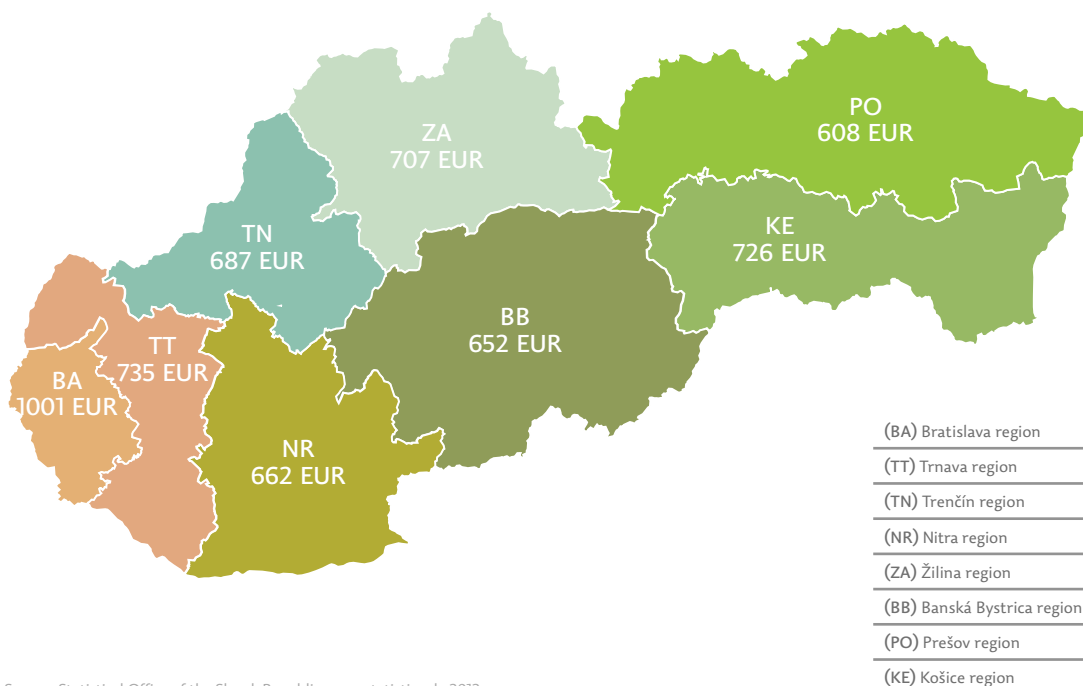 PO
608 EUR
ZA
707 EUR
KE
726 EUR
TN
687 EUR
BB
652 EUR
TT
735 EUR
BA
1001 EUR
NR
662 EUR
(BA) Bratislava region
(TT) Trnava region
(TN) Trenčín region
(NR) Nitra region
(ZA) Žilina region
(BB) Banská Bystrica region
(PO) Prešov region
(KE) Košice region